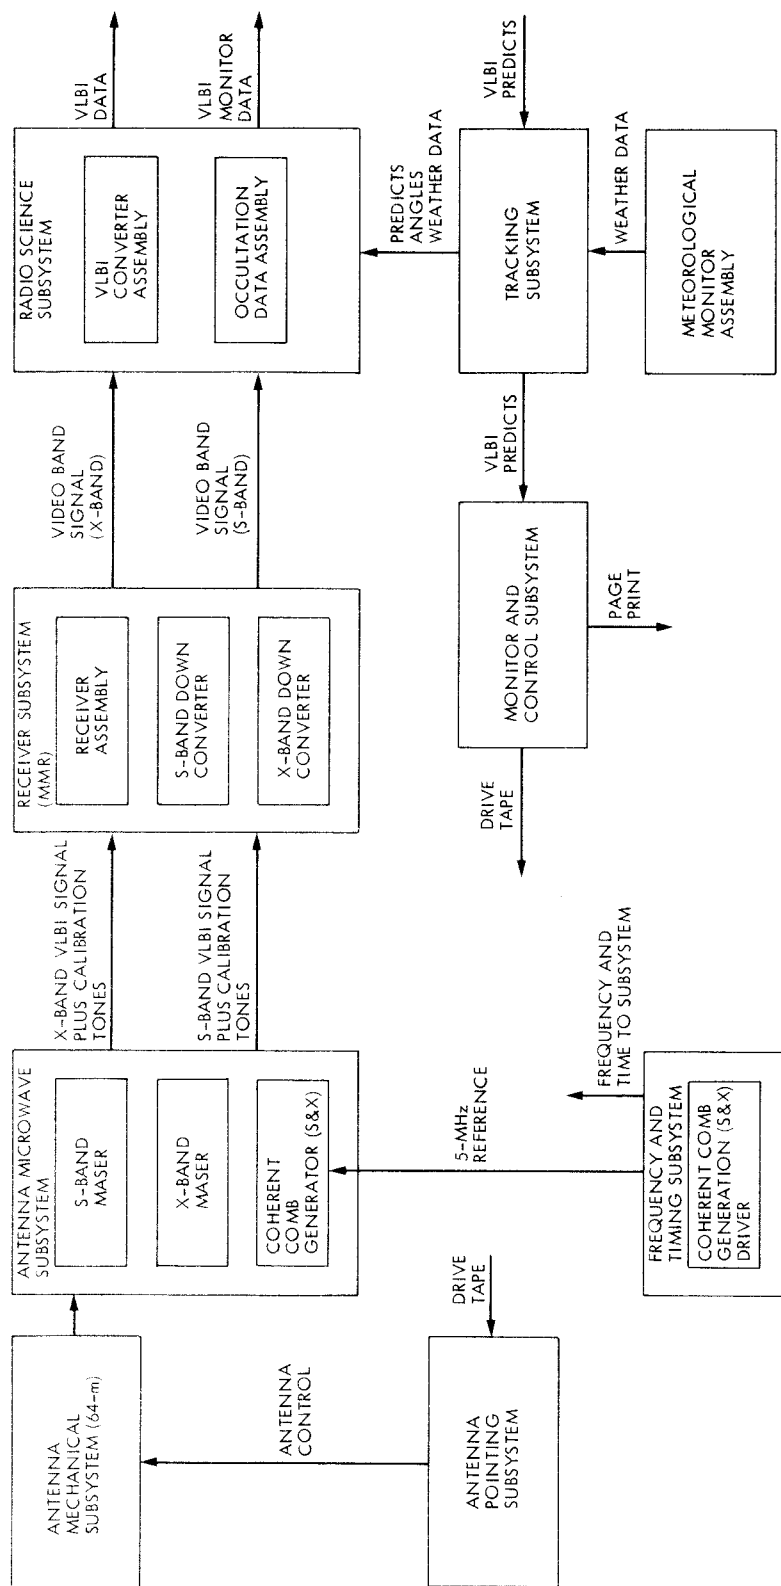 ANTENNA
MECHANICAL
SUBSYSTEM (64-m)
ANTENNA MICROWAVE
SUBSYSTEM
S-BAND
MASER
X-BAND
MASER
COHERENT
COMB
GENERATOR (S&X)
X-BAND VLBI SIGNAL
PLUS CALIBRATION
TONES
S-BAND VLBI SIGNAL
PLUS CALIBRATION
TONES
RECEIVER SUBSYSTEM
(MMR)
RECEIVER
ASSEMBLY
S-BAND DOWN
CONVERTER
X-BAND DOWN
CONVERTER
VIDEO BAND
SIGNAL
(X-BAND)
VIDEO BAND
SIGNAL
(S-BAND)
RADIO SCIENCE
SUBSYSTEM
VLBI
CONVERTER
ASSEMBLY
OCCULTATION
DATA ASSEMBLY
VLBI
DATA
VLBI
MONITOR
DATA
ANTENNA
CONTROL
ANTENNA
POINTING
SUBSYSTEM
DRIVE
TAPE
5-MHz
REFERENCE
FREQUENCY AND
TIME TO SUBSYSTEM
FREQUENCY AND
TIMING SUBSYSTEM
COHERENT COMB
GENERATION (S&X)
DRIVER
DRIVE
TAPE
MONITOR AND
CONTROL SUBSYSTEM
PAGE
PRINT
VLBI
PREDICTS
PREDICTS
ANGLES
WEATHER DATA
TRACKING
SUBSYSTEM
VLBI
PREDICTS
WEATHER DATA
METEOROLOGICAL
MONITOR
ASSEMBLY